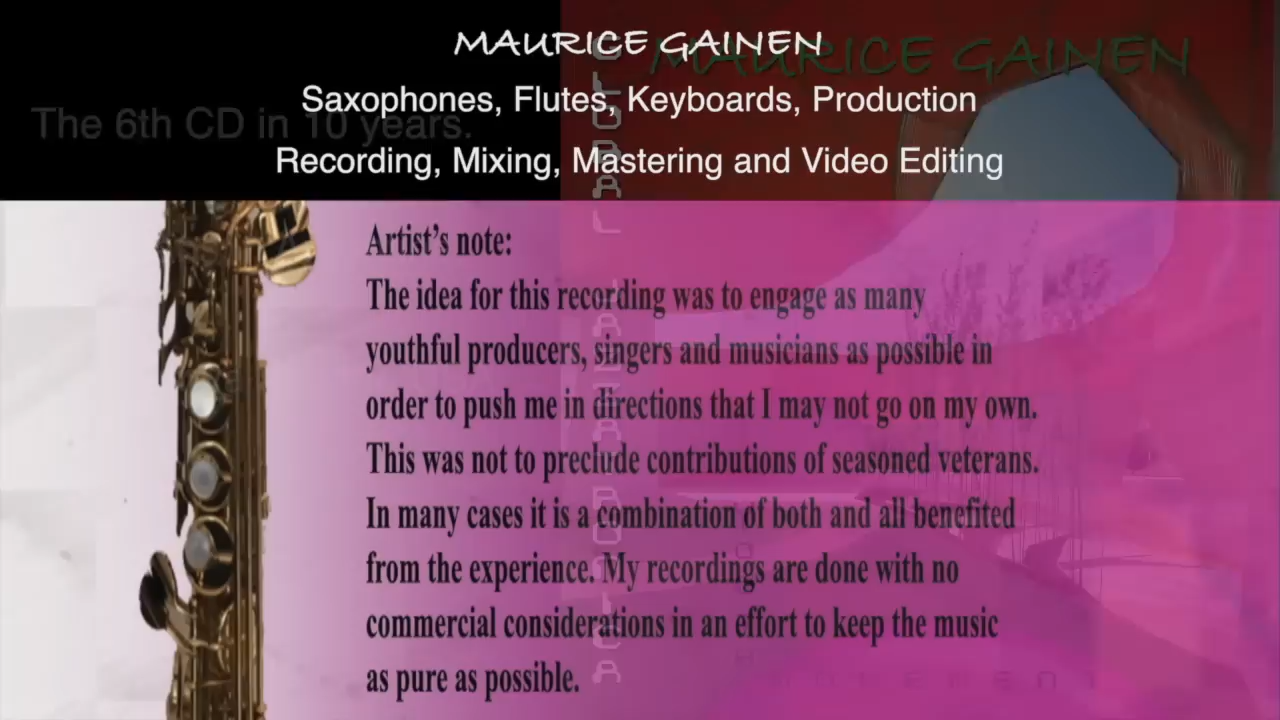 MAURICE GAINEN
MAURICE GAINEN
Saxophones, Flutes, Keyboards, Production
The 6th CD in 10 years.
Recording, Mixing, Mastering and Video Editing
Artist’s note:
The idea for this recording was to engage as many
youthful producers, singers and musicians as possible in
order to push me in directions that I may not go on my own.
This was not to preclude contributions of seasoned veterans.
In many cases it is a combination of both and all benefited
from the experience. My recordings are done with no
commercial considerations in an effort to keep the music
as pure as possible.